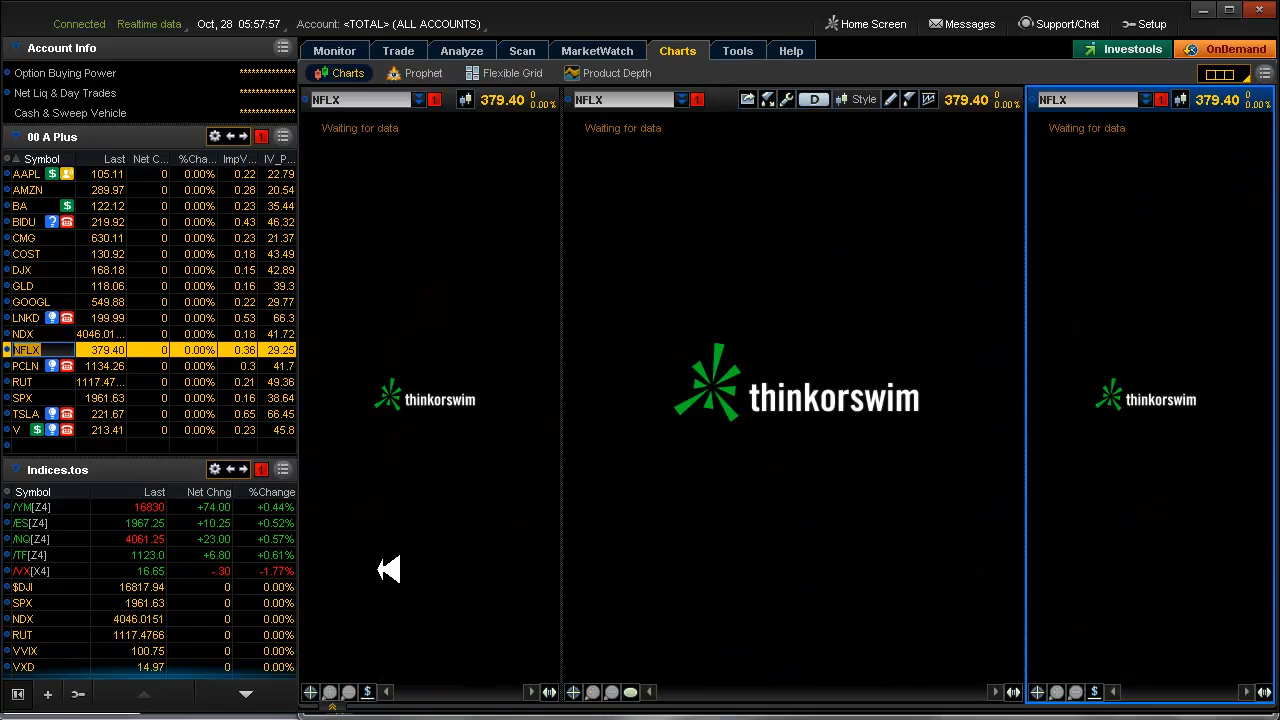 Connected Realtime data Oct, 28 05:57:57 Account: <TOTAL> (ALL ACCOUNTS) Home Screen Messages Support/Chat Setup
Account Info
Option Buying Power **************
Net Liq & Day Trades **************
Cash & Sweep Vehicle **************
Monitor Trade Analyze Scan MarketWatch Charts Tools Help Investools OnDemand
Charts Prophet Flexible Grid Product Depth
NFLX 1 379.40 0 0.00%
NFLX 1 D Style 379.40 0 0.00%
NFLX 1 379.40 0 0.00%
Waiting for data
Waiting for data
Waiting for data
thinkorswim
thinkorswim
thinkorswim
00 A Plus 1
Symbol Last Net C... %Cha... ImpV... IV_P...
AAPL $ 105.11 0 0.00% 0.22 22.79
AMZN 289.97 0 0.00% 0.28 20.54
BA $ 122.12 0 0.00% 0.23 35.44
BIDU ? 219.92 0 0.00% 0.43 46.32
CMG 630.11 0 0.00% 0.23 21.37
COST 130.92 0 0.00% 0.18 43.49
DJX 168.18 0 0.00% 0.15 42.89
GLD 118.06 0 0.00% 0.16 39.3
GOOGL 549.88 0 0.00% 0.22 29.77
LNKD 199.99 0 0.00% 0.53 66.3
NDX 4046.01... 0 0.00% 0.18 41.72
NFLX 379.40 0 0.00% 0.36 29.25
PCLN 1134.26 0 0.00% 0.3 41.7
RUT 1117.47... 0 0.00% 0.21 49.36
SPX 1961.63 0 0.00% 0.16 38.64
TSLA 221.67 0 0.00% 0.65 66.45
V $ 213.41 0 0.00% 0.23 45.8
Indices.tos 1
Symbol Last Net Chng %Change
/YM[Z4] 16830 +74.00 +0.44%
/ES[Z4] 1967.25 +10.25 +0.52%
/NQ[Z4] 4061.25 +23.00 +0.57%
/TF[Z4] 1123.0 +6.80 +0.61%
/VX[X4] 16.65 -.30 -1.77%
$DJI 16817.94 0 0.00%
SPX 1961.63 0 0.00%
NDX 4046.0151 0 0.00%
RUT 1117.4766 0 0.00%
VVIX 100.75 0 0.00%
VXD 14.97 0 0.00%
$ $